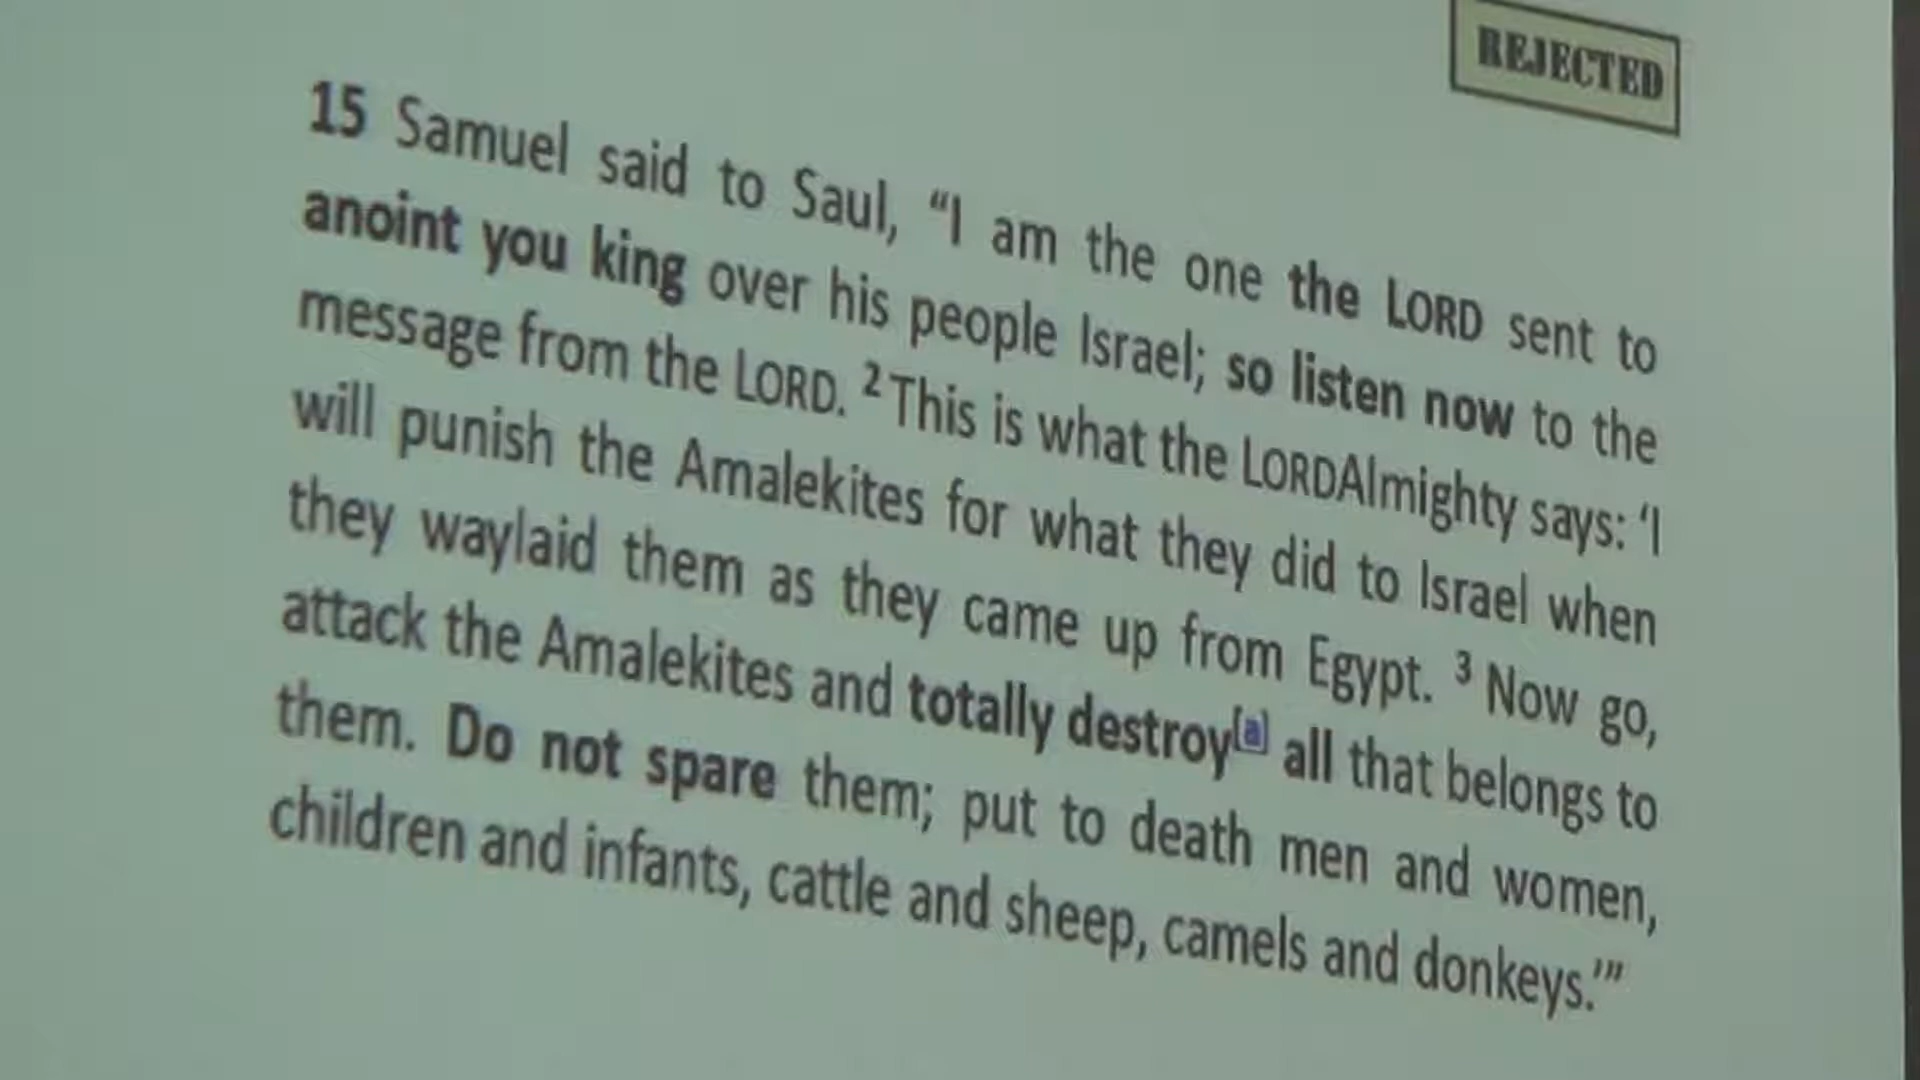 REJECTED
15 Samuel said to Saul, “I am the one the LORD sent to
anoint you king over his people Israel; so listen now to the
message from the LORD. 2 This is what the LORDAlmighty says: ‘I
will punish the Amalekites for what they did to Israel when
they waylaid them as they came up from Egypt. 3 Now go,
attack the Amalekites and totally destroy[a] all that belongs to
them. Do not spare them; put to death men and women,
children and infants, cattle and sheep, camels and donkeys.’”